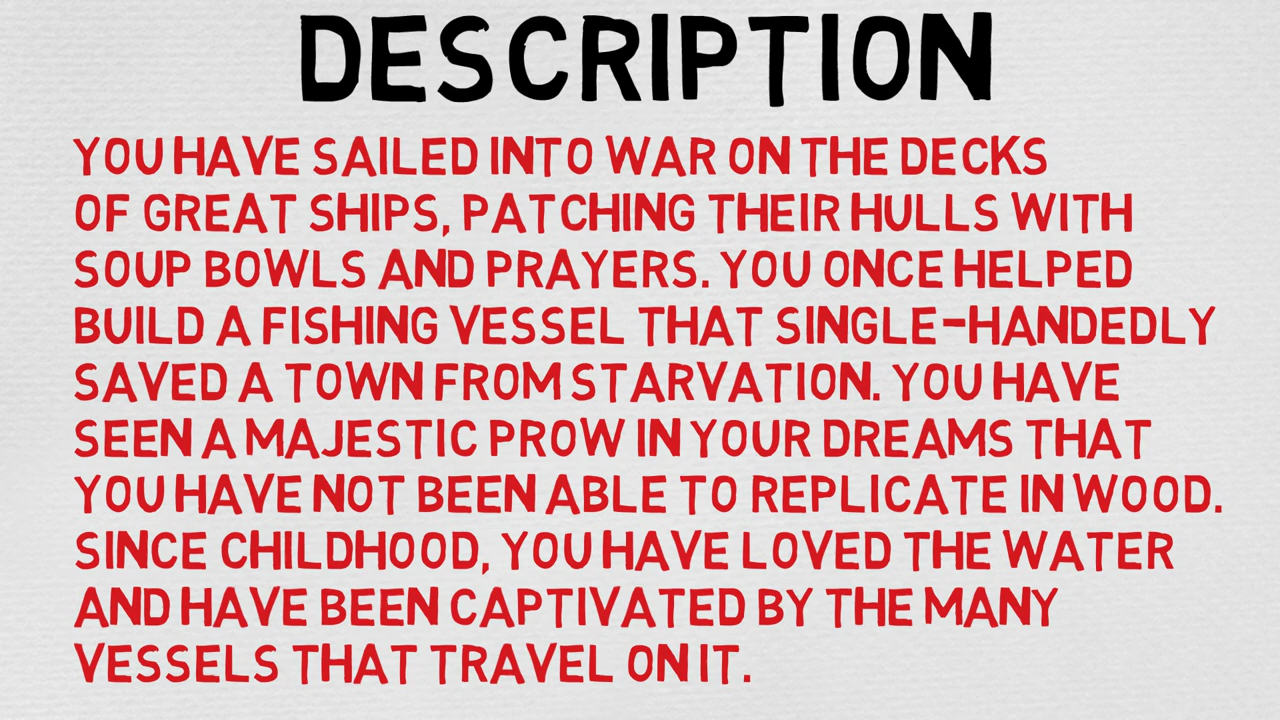 DESCRIPTION
YOU HAVE SAILED INTO WAR ON THE DECKS
OF GREAT SHIPS, PATCHING THEIR HULLS WITH
SOUP BOWLS AND PRAYERS. YOU ONCE HELPED
BUILD A FISHING VESSEL THAT SINGLE-HANDEDLY
SAVED A TOWN FROM STARVATION. YOU HAVE
SEEN A MAJESTIC PROW IN YOUR DREAMS THAT
YOU HAVE NOT BEEN ABLE TO REPLICATE IN WOOD.
SINCE CHILDHOOD, YOU HAVE LOVED THE WATER
AND HAVE BEEN CAPTIVATED BY THE MANY
VESSELS THAT TRAVEL ON IT.